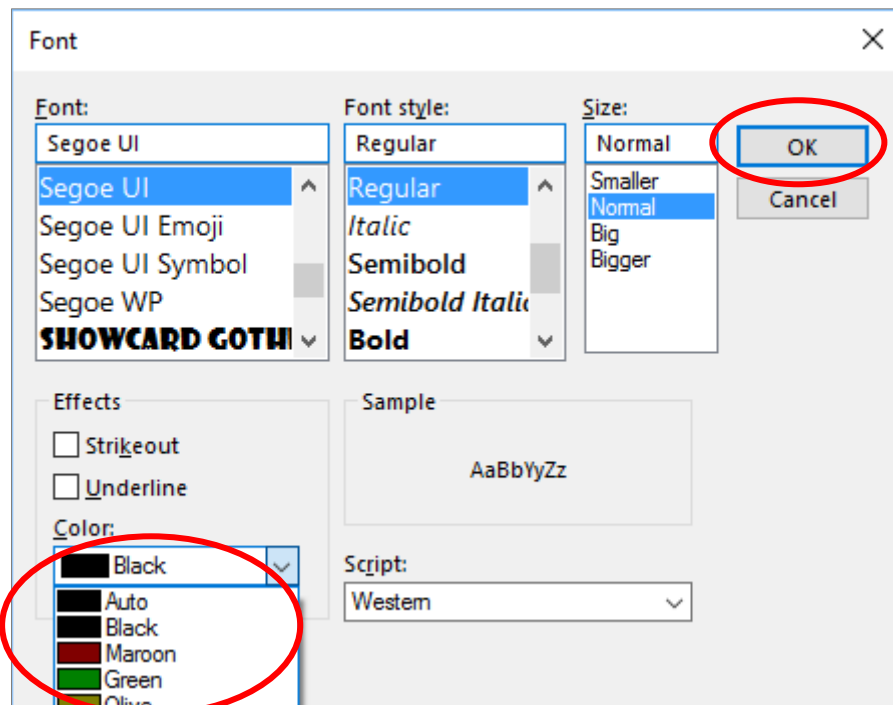 Font
Font:
Segoe UI
Segoe UI
Segoe UI Emoji
Segoe UI Symbol
Segoe WP
SHOWCARD GOTH
Font style:
Regular
Regular
Italic
Semibold
Semibold Italic
Bold
Size:
Normal
Smaller
Normal
Big
Bigger
OK
Cancel
Effects
Strikeout
Underline
Color:
Black
Auto
Black
Maroon
Green
Olive
Sample
AaBbYyZz
Script:
Western